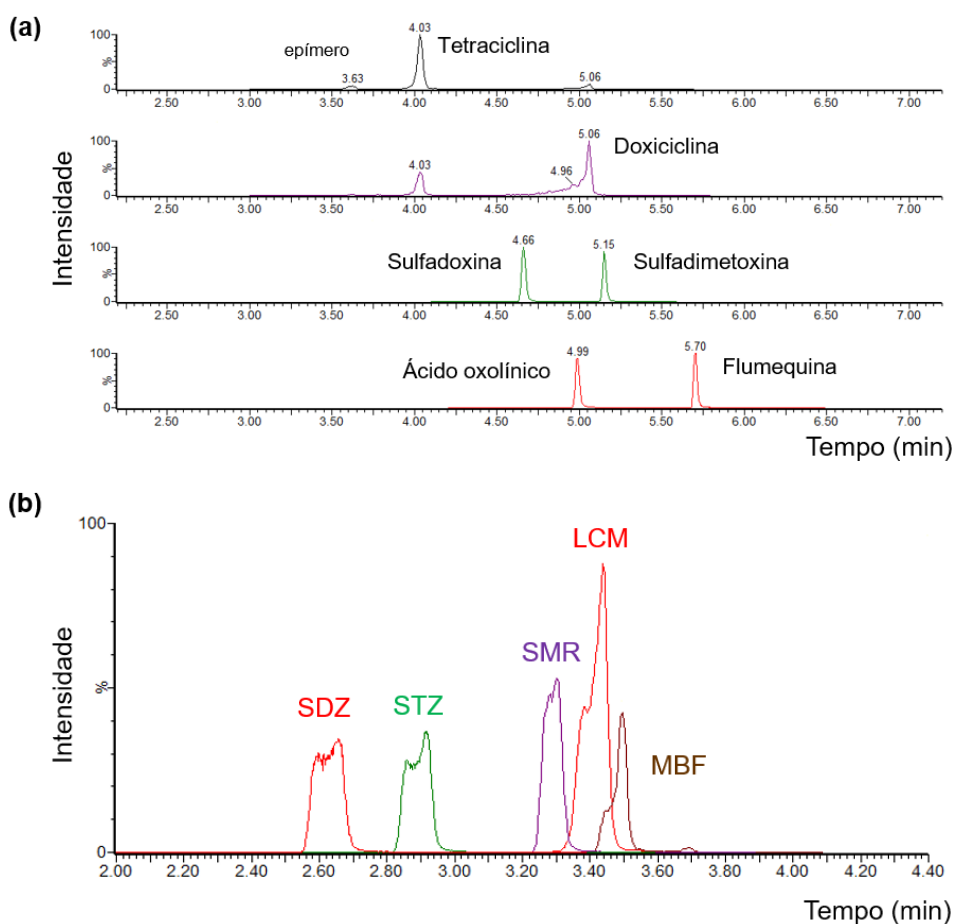 (a)
Intensidade
100
%
0
epímero
3.63
4.03
Tetraciclina
5.06
2.50 3.00 3.50 4.00 4.50 5.00 5.50 6.00 6.50 7.00
100
%
0
4.03
4.96
5.06
Doxiciclina
2.50 3.00 3.50 4.00 4.50 5.00 5.50 6.00 6.50 7.00
100
%
0
Sulfadoxina
4.66
5.15
Sulfadimetoxina
2.50 3.00 3.50 4.00 4.50 5.00 5.50 6.00 6.50 7.00
100
%
0
Ácido oxolínico
4.99
5.70
Flumequina
2.50 3.00 3.50 4.00 4.50 5.00 5.50 6.00 6.50 7.00
Tempo (min)
(b)
Intensidade
100
%
0
SDZ
STZ
SMR
LCM
MBF
2.00 2.20 2.40 2.60 2.80 3.00 3.20 3.40 3.60 3.80 4.00 4.20 4.40
Tempo (min)